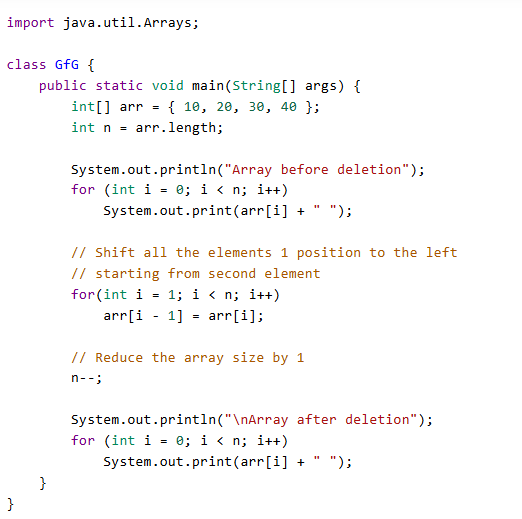 import java.util.Arrays;

class GfG {
    public static void main(String[] args) {
        int[] arr = { 10, 20, 30, 40 };
        int n = arr.length;

        System.out.println("Array before deletion");
        for (int i = 0; i < n; i++)
            System.out.print(arr[i] + " ");

        // Shift all the elements 1 position to the left
        // starting from second element
        for(int i = 1; i < n; i++)
            arr[i - 1] = arr[i];

        // Reduce the array size by 1
        n--;

        System.out.println("\nArray after deletion");
        for (int i = 0; i < n; i++)
            System.out.print(arr[i] + " ");
    }
}